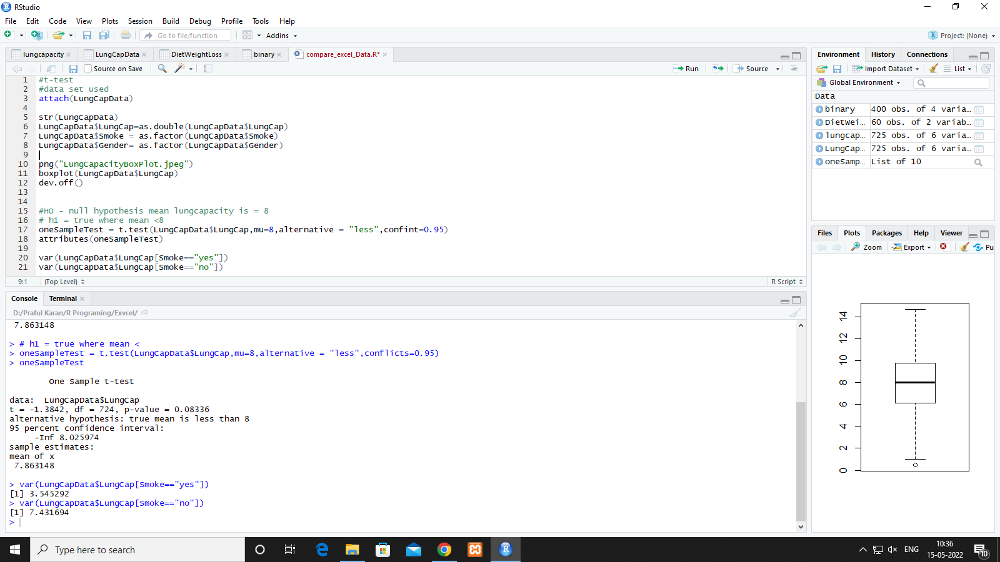 RStudio
File Edit Code View Plots Session Build Debug Profile Tools Help
Go to file/function Addins Project: (None)
lungcapacity LungCapData DietWeightLoss binary compare_excel_Data.R*
Source on Save Run Source
1 #t-test
2 #data set used
3 attach(LungCapData)
4
5 str(LungCapData)
6 LungCapData$LungCap=as.double(LungCapData$LungCap)
7 LungCapData$Smoke = as.factor(LungCapData$Smoke)
8 LungCapData$Gender= as.factor(LungCapData$Gender)
9
10 png("LungCapacityBoxPlot.jpeg")
11 boxplot(LungCapData$LungCap)
12 dev.off()
13
14
15 #HO - null hypothesis mean lungcapacity is = 8
16 # h1 = true where mean <8
17 oneSampleTest = t.test(LungCapData$LungCap,mu=8,alternative = "less",confint=0.95)
18 attributes(oneSampleTest)
19
20 var(LungCapData$LungCap[Smoke=="yes"])
21 var(LungCapData$LungCap[Smoke=="no"])
9:1 (Top Level) R Script
Console Terminal
D:/Praful Karan/R Programing/Exvcel/
7.863148
> # h1 = true where mean <
> oneSampleTest = t.test(LungCapData$LungCap,mu=8,alternative = "less",conflicts=0.95)
> oneSampleTest
One Sample t-test
data: LungCapData$LungCap
t = -1.3842, df = 724, p-value = 0.08336
alternative hypothesis: true mean is less than 8
95 percent confidence interval:
-Inf 8.025974
sample estimates:
mean of x
7.863148
> var(LungCapData$LungCap[Smoke=="yes"])
[1] 3.545292
> var(LungCapData$LungCap[Smoke=="no"])
[1] 7.431694
>
Environment History Connections
Import Dataset List
Global Environment
Data
binary 400 obs. of 4 varia…
DietWei… 60 obs. of 2 variab…
lungcap… 725 obs. of 6 varia…
LungCap… 725 obs. of 6 varia…
oneSamp… List of 10
Files Plots Packages Help Viewer
Zoom Export Pu
14
12
10
8
6
4
2
0
Type here to search
ENG
10:36
15-05-2022
10